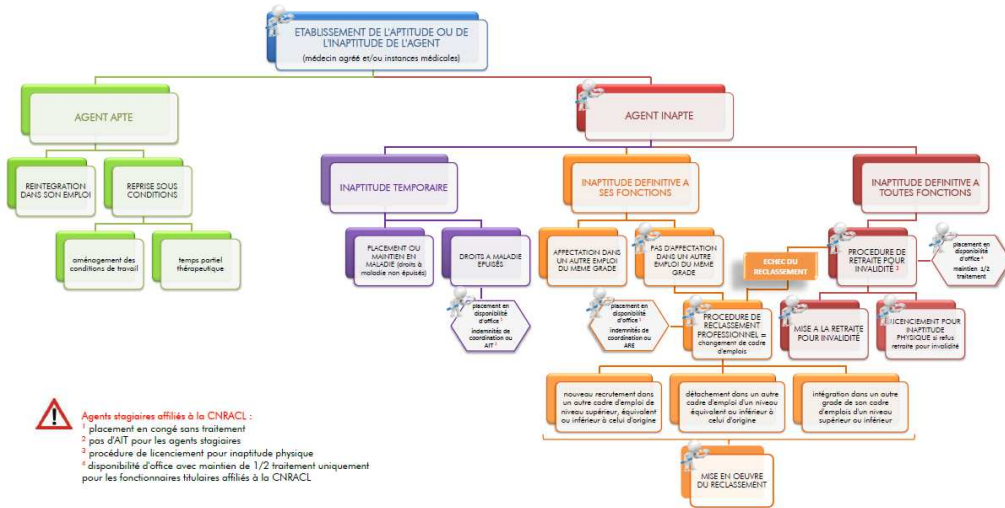 ETABLISSEMENT DE L'APTITUDE OU DE
L'INAPTITUDE DE L'AGENT
(médecin agréé et/ou instances médicales)
AGENT APTE
AGENT INAPTE
REINTEGRATION
DANS SON EMPLOI
REPRISE SOUS
CONDITIONS
INAPTITUDE TEMPORAIRE
INAPTITUDE DEFINITIVE A
SES FONCTIONS
INAPTITUDE DEFINITIVE A
TOUTES FONCTIONS
aménagement des
conditions de travail
temps partiel
thérapeutique
PLACEMENT OU
MAINTIEN EN
MALADIE (droits à
maladie non épuisés)
DROITS A MALADIE
EPUISÉS
AFFECTATION DANS
UN AUTRE EMPLOI
DU MEME GRADE
PAS D'AFFECTATION
DANS UN AUTRE
EMPLOI DU MEME
GRADE
ECHEC DU
RECLASSEMENT
PROCEDURE DE
RETRAITE POUR
INVALIDITÉ 3
placement en
disponibilité
d'office 4
maintien 1/2
traitement
placement en
disponibilité
d'office 1
indemnités de
coordination ou
AIT 2
placement en
disponibilité
d'office 1
indemnités de
coordination ou ARE
PROCEDURE DE
RECLASSEMENT
PROFESSIONNEL =
changement de cadre
d'emplois
MISE A LA RETRAITE
POUR INVALIDITÉ
LICENCIEMENT POUR
INAPTITUDE
PHYSIQUE si refus
retraite pour invalidité
nouveau recrutement dans
un autre cadre d'emploi de
niveau supérieur, équivalent
ou inférieur à celui d'origine
détachement dans un autre
cadre d'emploi d'un niveau
équivalent ou inférieur à
celui d'origine
intégration dans un autre
grade de son cadre
d'emplois d'un niveau
supérieur ou inférieur
MISE EN OEUVRE
DU RECLASSEMENT
Agents stagiaires affiliés à la CNRACL :
1 placement en congé sans traitement
2 pas d'AIT pour les agents stagiaires
3 procédure de licenciement pour inaptitude physique
4 disponibilité d'office avec maintien de 1/2 traitement uniquement
pour les fonctionnaires titulaires affiliés à la CNRACL